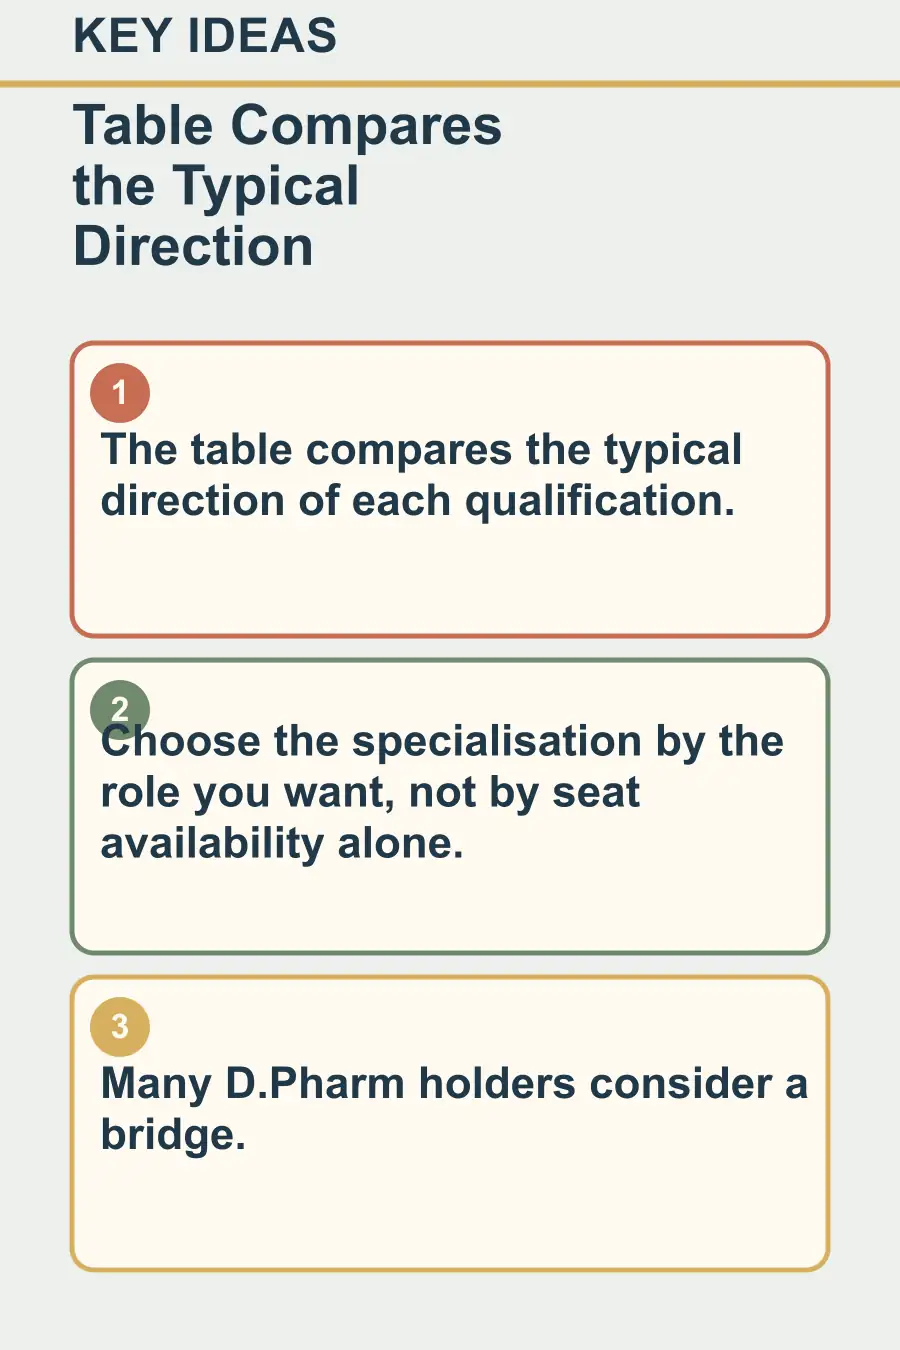 KEY IDEAS
Table Compares
the Typical
Direction
1
The table compares the typical
direction of each qualification.
2
Choose the specialisation by the
role you want, not by seat
availability alone.
3
Many D.Pharm holders consider a
bridge.